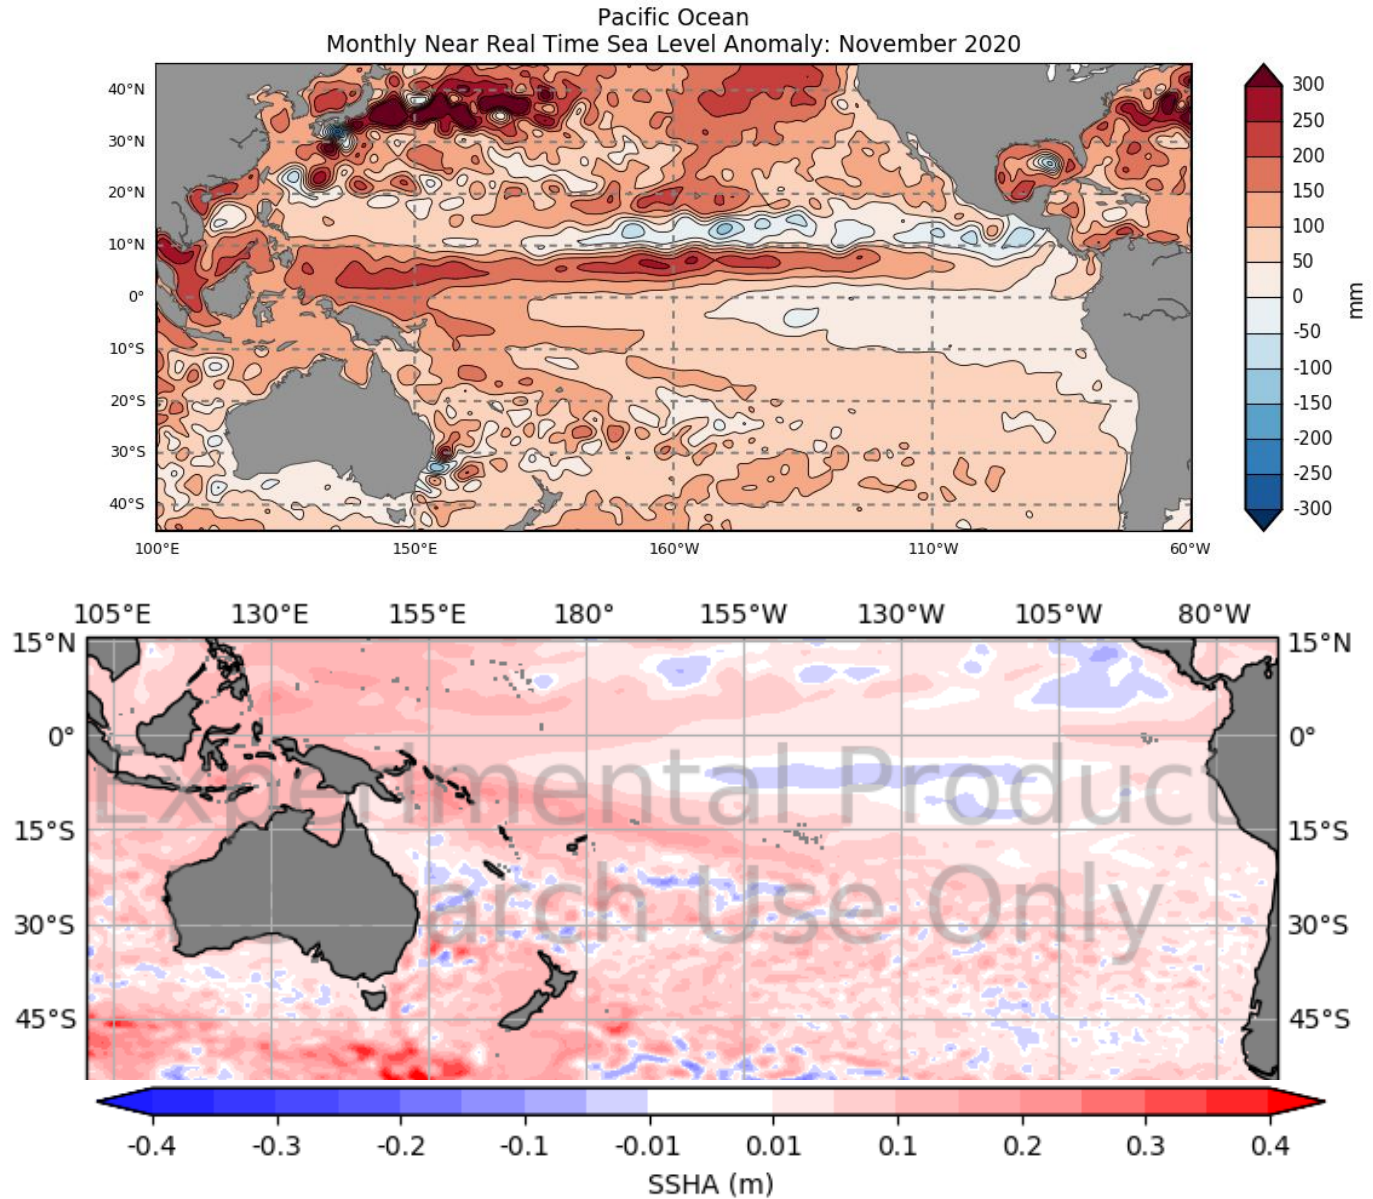 Pacific Ocean
Monthly Near Real Time Sea Level Anomaly: November 2020
40°N
30°N
20°N
10°N
0°
10°S
20°S
30°S
40°S
100°E 150°E 160°W 110°W 60°W
300
250
200
150
100
50
0
-50
-100
-150
-200
-250
-300
mm
105°E 130°E 155°E 180° 155°W 130°W 105°W 80°W
15°N 15°N
0° 0°
Experimental Product
15°S 15°S
arch Use Only
30°S 30°S
45°S 45°S
-0.4 -0.3 -0.2 -0.1 -0.01 0.01 0.1 0.2 0.3 0.4
SSHA (m)